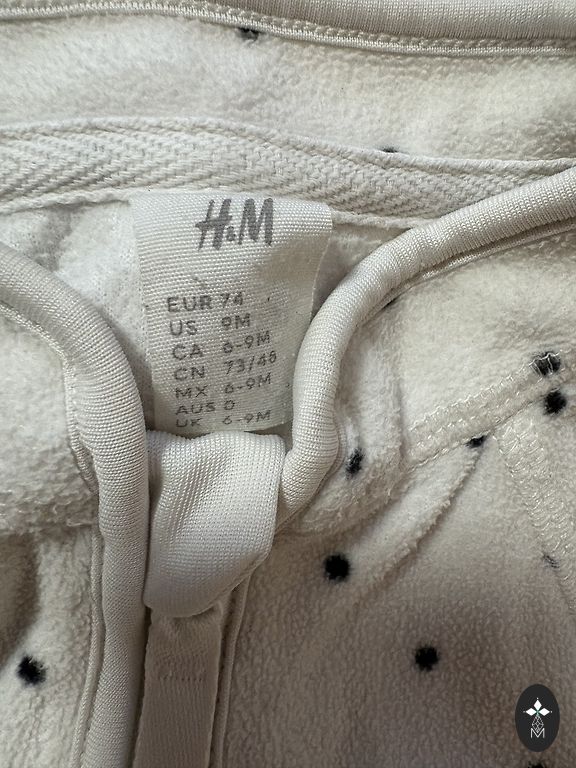 H&M
EUR 74
US 9M
CA 6-9M
CN 73/48
MX 6-9M
AUS 0
UK 6-9M
M